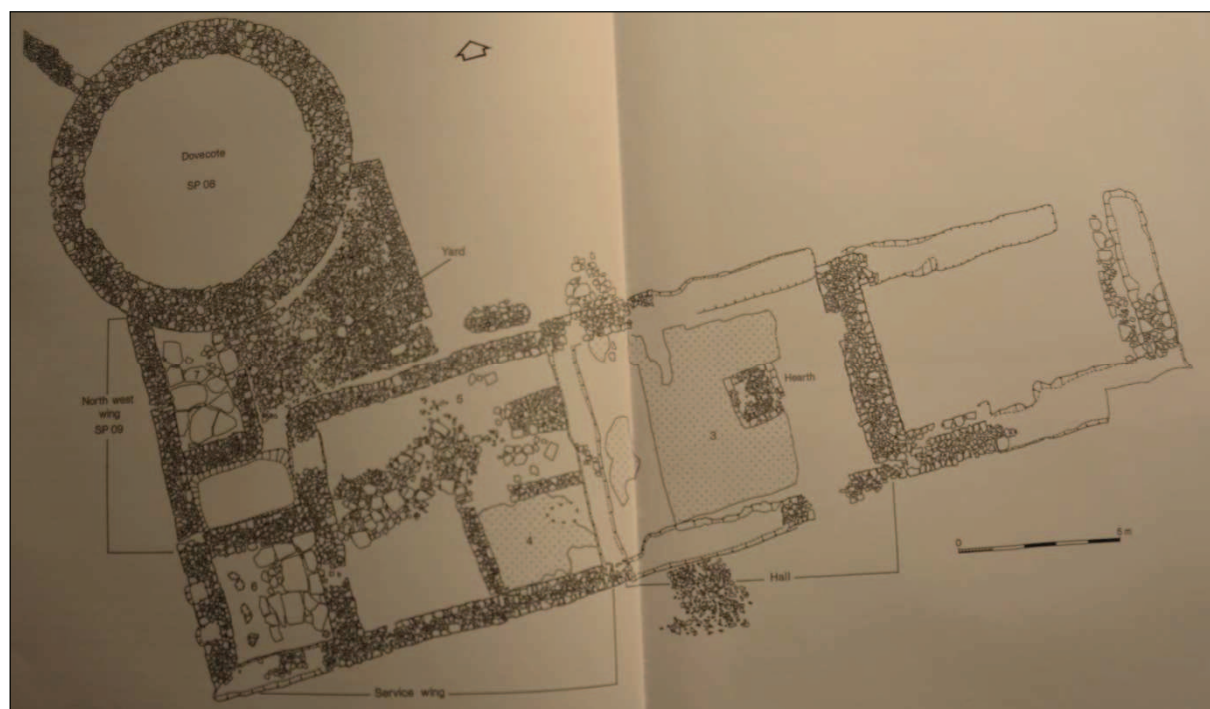 Dovecote
SP 08
Yard
North west
wing
SP 09
5
Hearth
3
4
0
5 m
Hall
Service wing